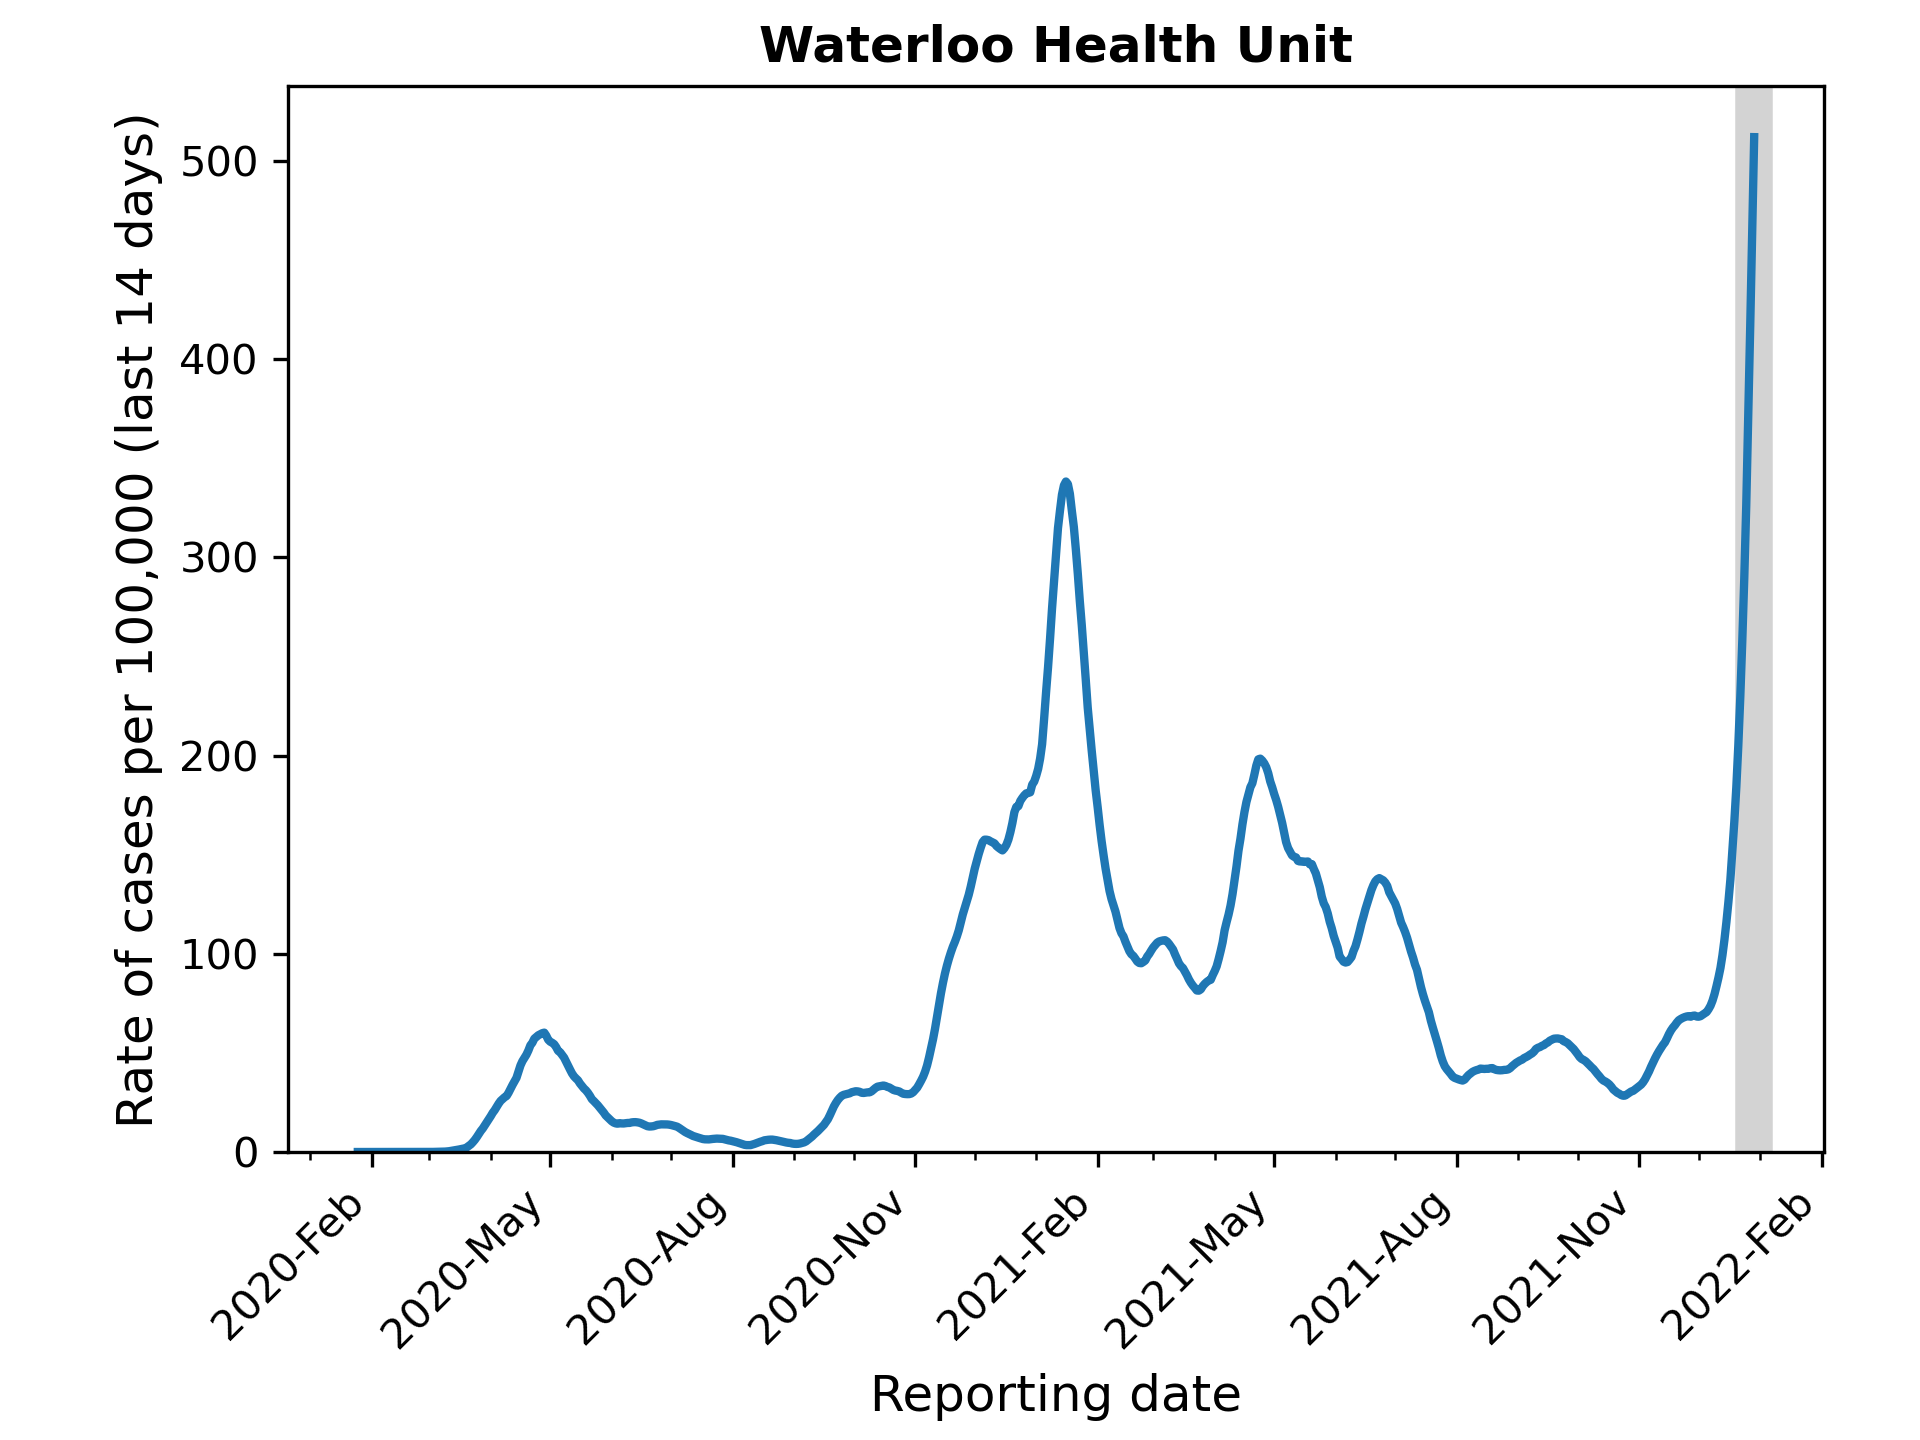 Waterloo Health Unit
Rate of cases per 100,000 (last 14 days)
500
400
300
200
100
0
2020-Feb
2020-May
2020-Aug
2020-Nov
2021-Feb
2021-May
2021-Aug
2021-Nov
2022-Feb
Reporting date